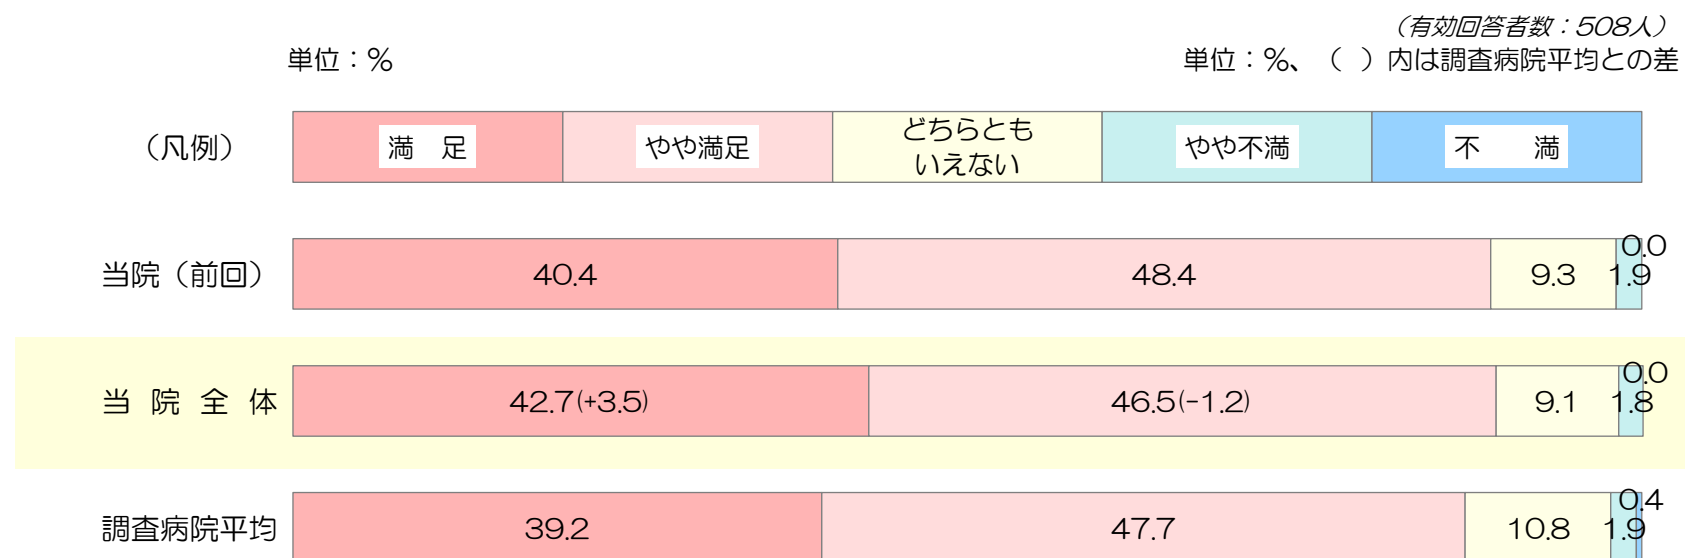 （有効回答者数：508人）
単位：%
単位：%、（　）内は調査病院平均との差
（凡例）
満　足
やや満足
どちらとも
いえない
やや不満
不　満
当院（前回）
40.4
48.4
9.3
1.9
0.0
当 院 全 体
42.7(+3.5)
46.5(-1.2)
9.1
1.8
0.0
調査病院平均
39.2
47.7
10.8
1.9
0.4